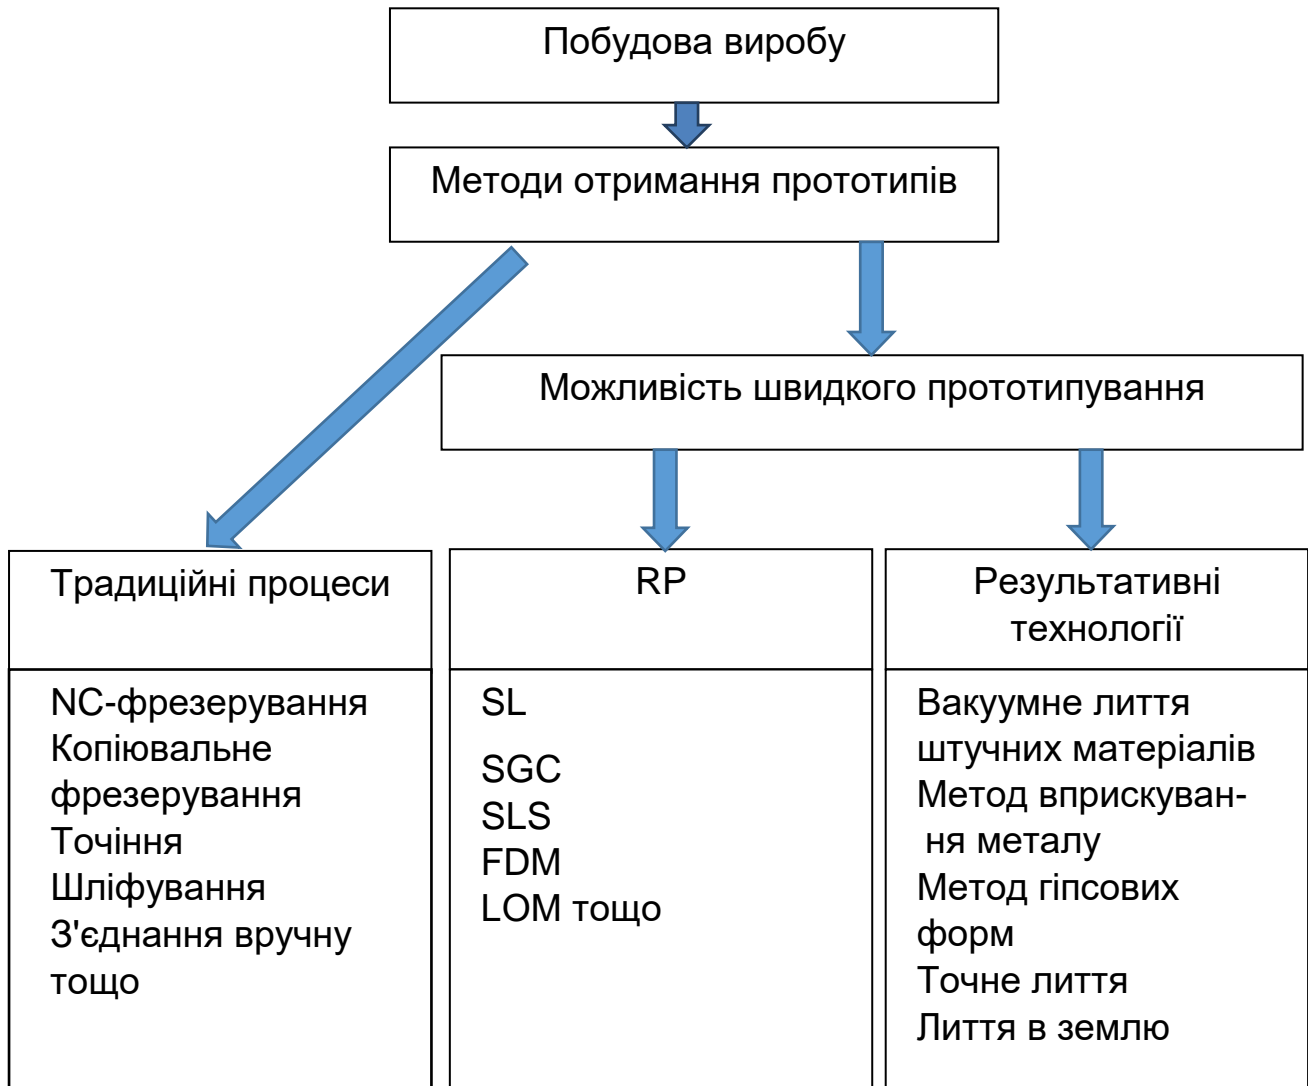 Побудова виробу
Методи отримання прототипів
Можливість швидкого прототипування
Традиційні процеси
NC-фрезерування
Копіювальне
фрезерування
Точіння
Шліфування
З'єднання вручну
тощо
RP
SL
SGC
SLS
FDM
LOM тощо
Результативні
технології
Вакуумне лиття
штучних матеріалів
Метод вприскуван-
ня металу
Метод гіпсових
форм
Точне лиття
Лиття в землю